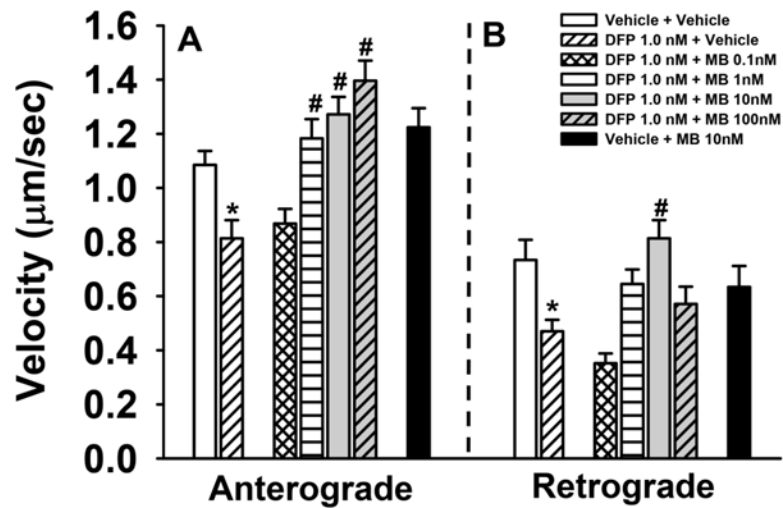 A
B
Vehicle + Vehicle
DFP 1.0 nM + Vehicle
DFP 1.0 nM + MB 0.1nM
DFP 1.0 nM + MB 1nM
DFP 1.0 nM + MB 10nM
DFP 1.0 nM + MB 100nM
Vehicle + MB 10nM
Velocity (μm/sec)
1.6
1.4
1.2
1.0
0.8
0.6
0.4
0.2
0.0
*
#
#
#
*
#
Anterograde
Retrograde